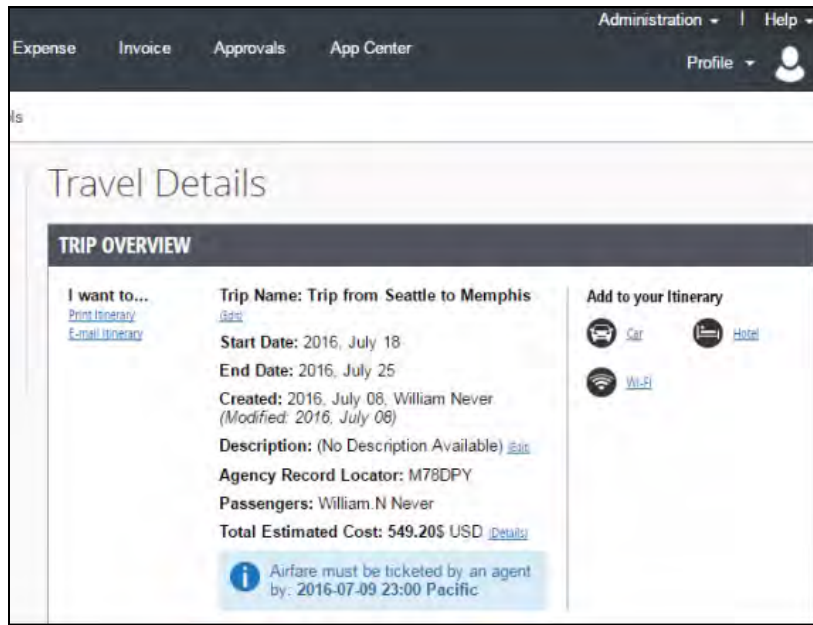 Administration | Help
Expense Invoice Approvals App Center
Profile
ls
Travel Details
TRIP OVERVIEW
I want to...
Print Itinerary
E-mail Itinerary
Trip Name: Trip from Seattle to Memphis
(Edit)
Start Date: 2016, July 18
End Date: 2016, July 25
Created: 2016, July 08, William Never
(Modified: 2016, July 08)
Description: (No Description Available) (Edit)
Agency Record Locator: M78DPY
Passengers: William.N Never
Total Estimated Cost: 549.20$ USD (Details)
Airfare must be ticketed by an agent
by: 2016-07-09 23:00 Pacific
Add to your Itinerary
Car Hotel
Wi-Fi